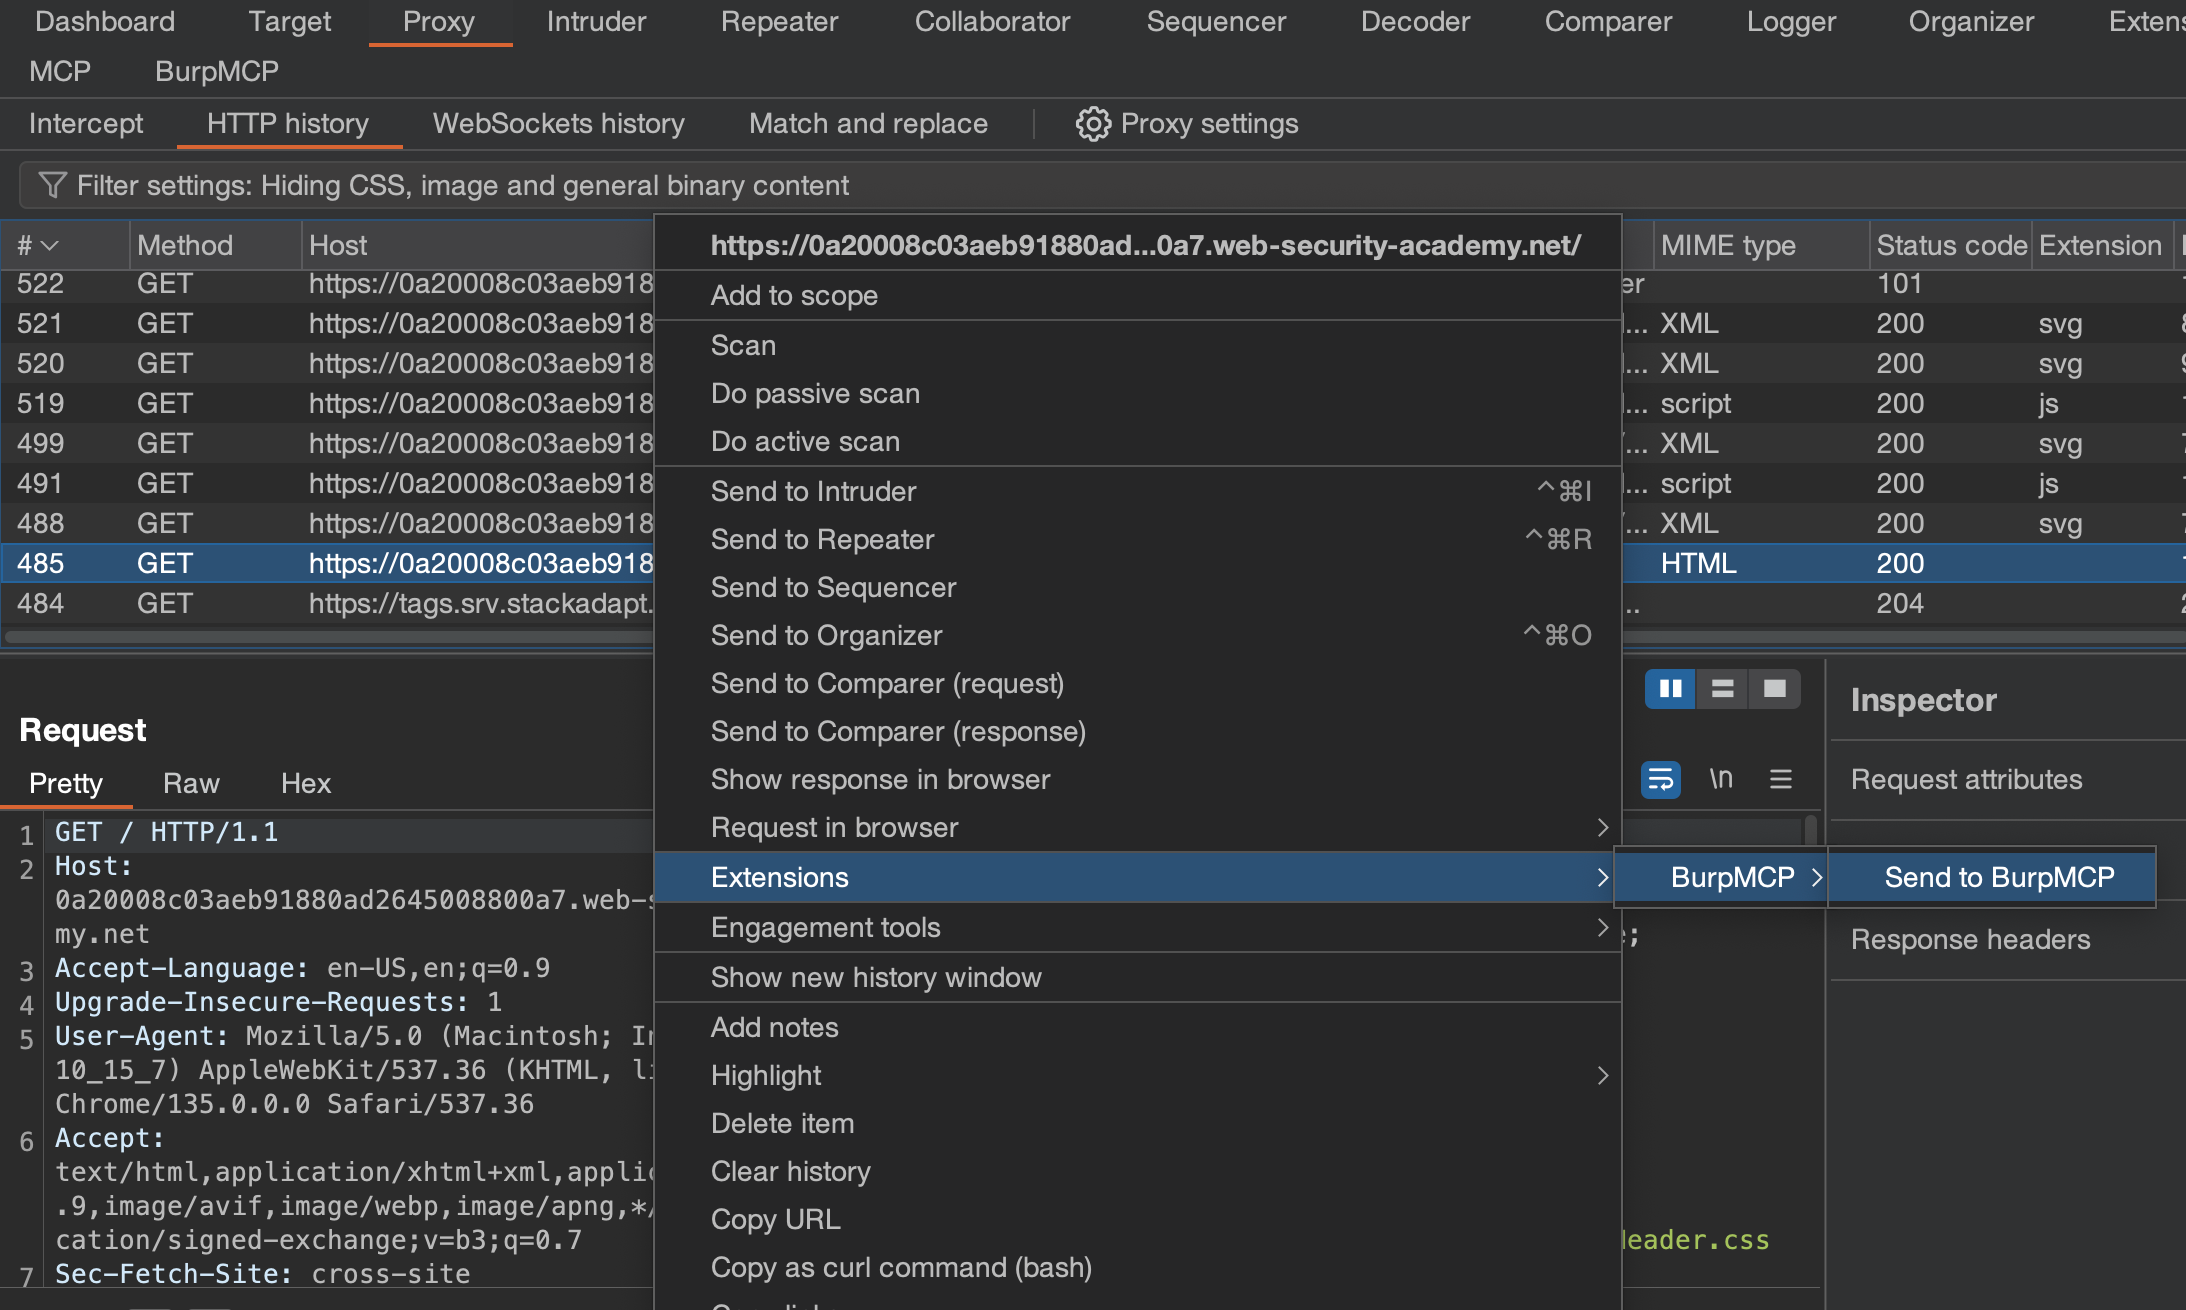 Dashboard Target Proxy Intruder Repeater Collaborator Sequencer Decoder Comparer Logger Organizer Extens
MCP BurpMCP
Intercept HTTP history WebSockets history Match and replace Proxy settings
Filter settings: Hiding CSS, image and general binary content
# Method Host MIME type Status code Extension
522 GET https://0a20008c03aeb918 er 101
521 GET https://0a20008c03aeb918 ... XML 200 svg
520 GET https://0a20008c03aeb918 ... XML 200 svg
519 GET https://0a20008c03aeb918 ... script 200 js
499 GET https://0a20008c03aeb918 ... XML 200 svg
491 GET https://0a20008c03aeb918 ... script 200 js
488 GET https://0a20008c03aeb918 ... XML 200 svg
485 GET https://0a20008c03aeb918 HTML 200
484 GET https://tags.srv.stackadapt. .. 204
https://0a20008c03aeb91880ad...0a7.web-security-academy.net/
Add to scope
Scan
Do passive scan
Do active scan
Send to Intruder ^⌘I
Send to Repeater ^⌘R
Send to Sequencer
Send to Organizer ^⌘O
Send to Comparer (request)
Send to Comparer (response)
Show response in browser
Request in browser
Extensions
BurpMCP
Send to BurpMCP
Engagement tools
Show new history window
Add notes
Highlight
Delete item
Clear history
Copy URL
Copy as curl command (bash)
Request
Pretty Raw Hex
1 GET / HTTP/1.1
2 Host:
0a20008c03aeb91880ad2645008800a7.web-s
my.net
3 Accept-Language: en-US,en;q=0.9
4 Upgrade-Insecure-Requests: 1
5 User-Agent: Mozilla/5.0 (Macintosh; In
10_15_7) AppleWebKit/537.36 (KHTML, li
Chrome/135.0.0.0 Safari/537.36
6 Accept:
text/html,application/xhtml+xml,applic
.9,image/avif,image/webp,image/apng,*/
cation/signed-exchange;v=b3;q=0.7
7 Sec-Fetch-Site: cross-site
\n
;
leader.css
Inspector
Request attributes
Response headers